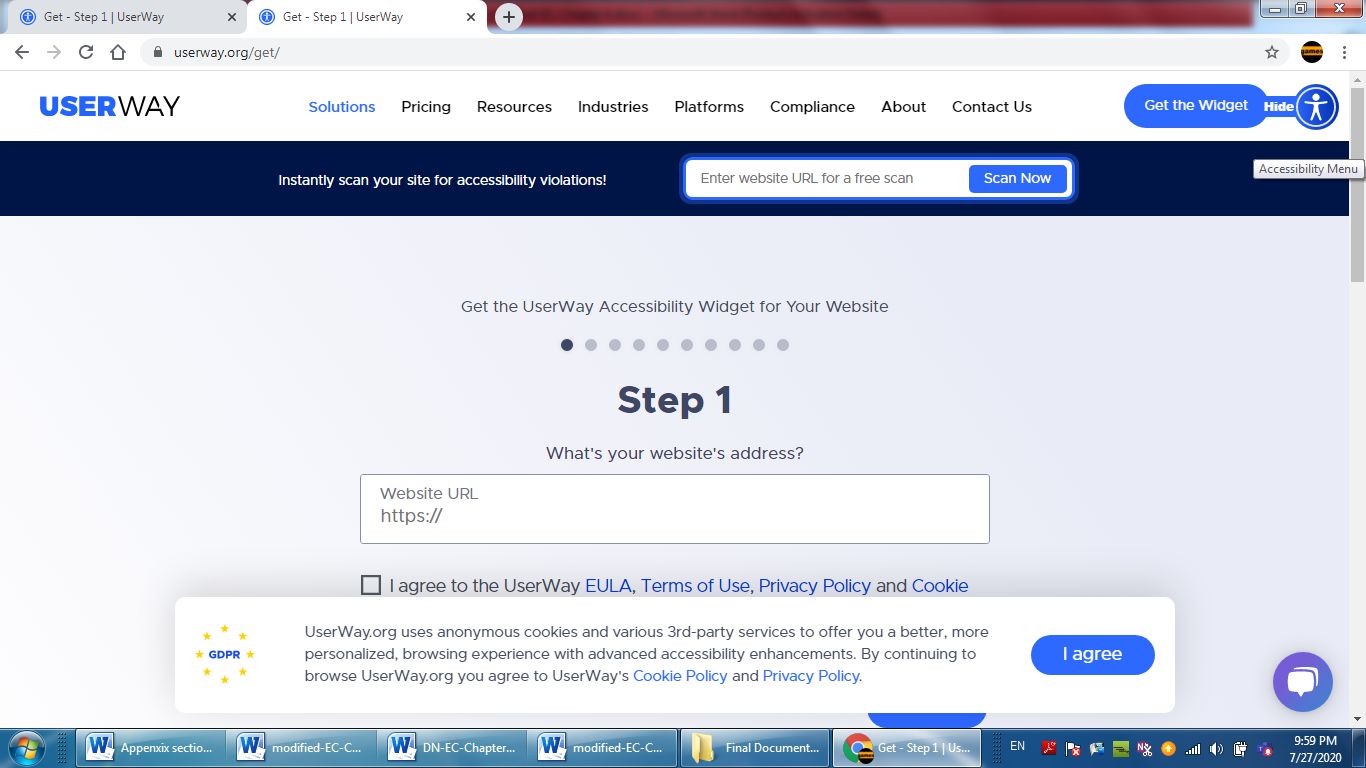 Get - Step 1 | UserWay
Get - Step 1 | UserWay
userway.org/get/
games
USERWAY
Solutions Pricing Resources Industries Platforms Compliance About Contact Us
Get the Widget
Hide
Accessibility Menu
Instantly scan your site for accessibility violations!
Enter website URL for a free scan
Scan Now
Get the UserWay Accessibility Widget for Your Website
Step 1
What's your website's address?
Website URL
https://
I agree to the UserWay EULA, Terms of Use, Privacy Policy and Cookie
GDPR
UserWay.org uses anonymous cookies and various 3rd-party services to offer you a better, more
personalized, browsing experience with advanced accessibility enhancements. By continuing to
browse UserWay.org you agree to UserWay's Cookie Policy and Privacy Policy.
I agree
Appenxix sectio...
modified-EC-C...
DN-EC-Chapter...
modified-EC-C...
Final Document...
Get - Step 1 | Us...
EN
9:59 PM
7/27/2020